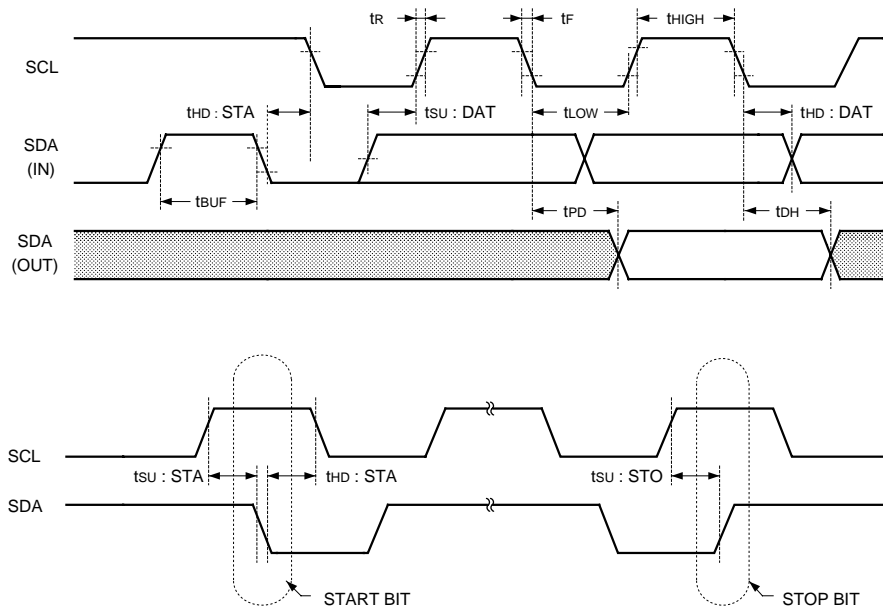 tR tF tHIGH
SCL
tHD : STA tSU : DAT tLOW tHD : DAT
SDA
(IN)
tBUF
tPD tDH
SDA
(OUT)
SCL
tSU : STA tHD : STA tSU : STO
SDA
START BIT STOP BIT